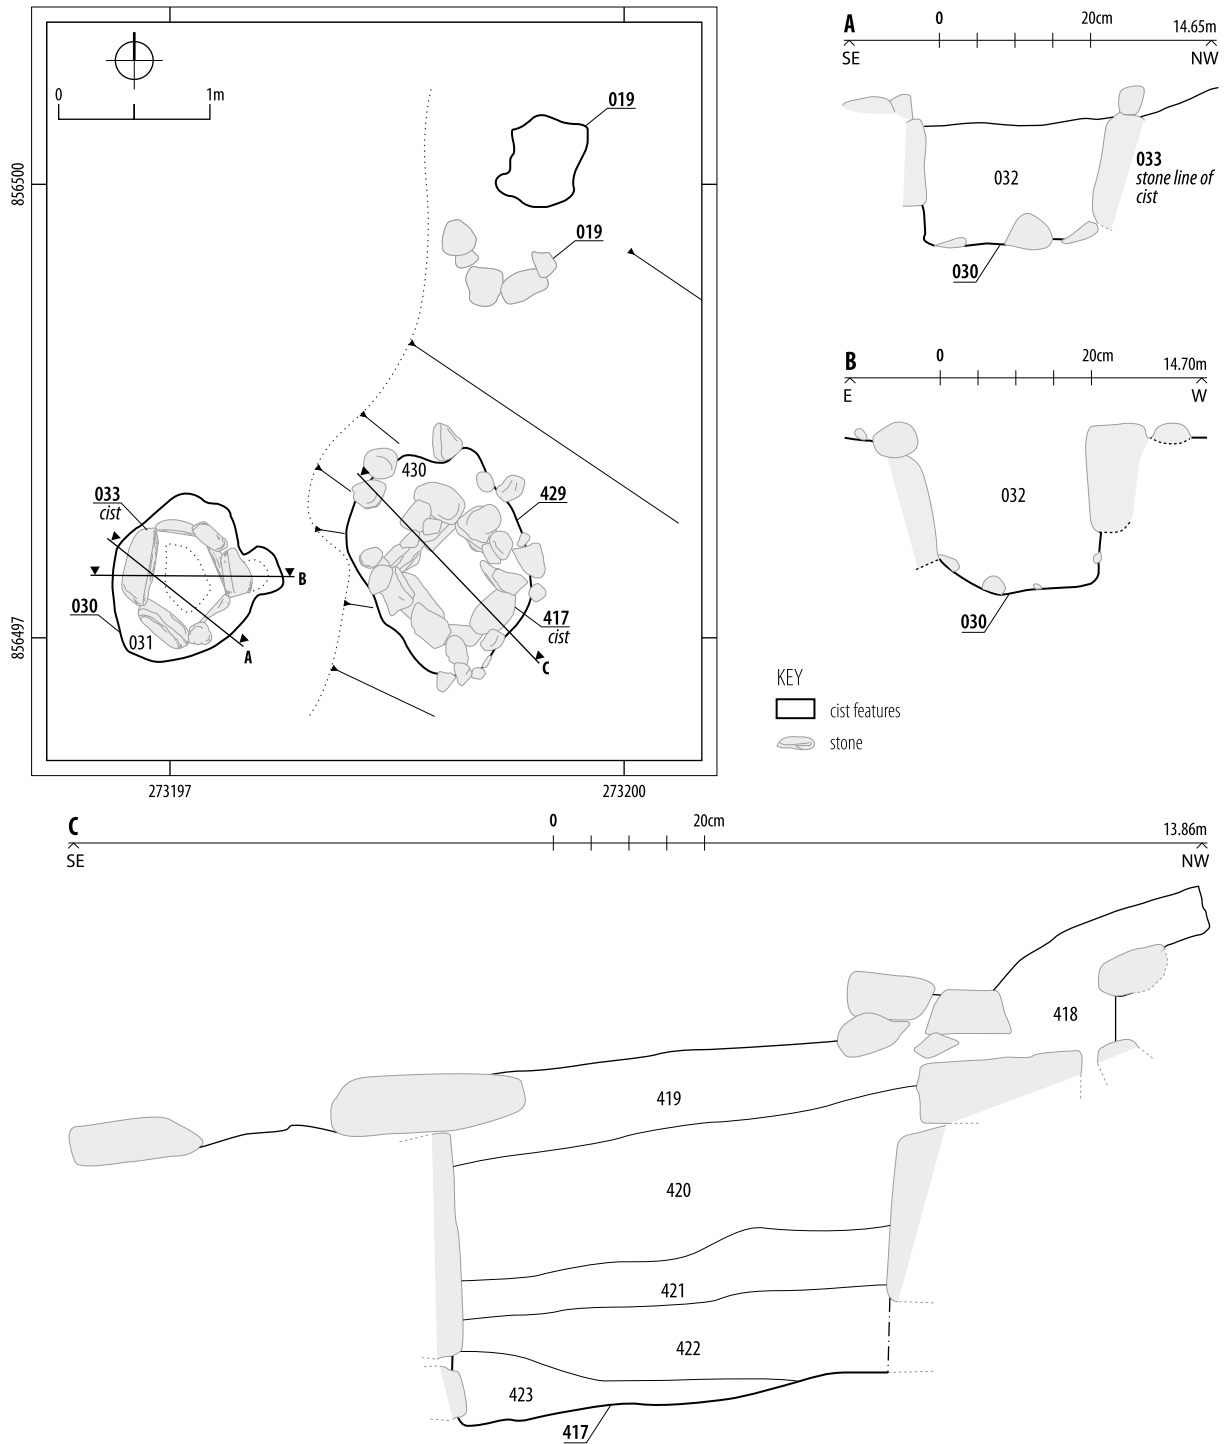 0 1m
019
019
856500
430
429
033
cist
B
030
031
A
417
cist
C
856497
273197 273200
A
0 20cm 14.65m
SE NW
033
stone line of
cist
032
030
B
0 20cm 14.70m
E W
032
030
KEY
cist features
stone
C
0 20cm 13.86m
SE NW
418
419
420
421
422
423
417